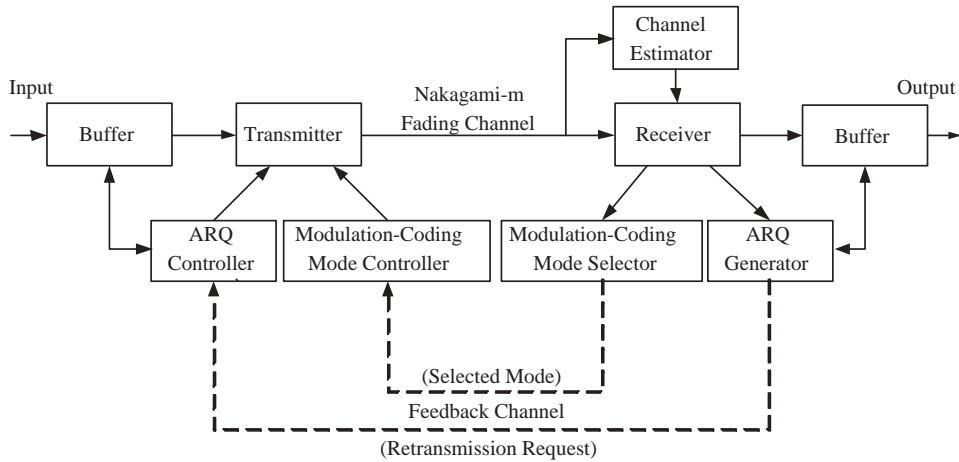 Channel
Estimator
Input
Nakagami-m
Fading Channel
Output
Buffer
Transmitter
Receiver
Buffer
ARQ
Controller
Modulation-Coding
Mode Controller
Modulation-Coding
Mode Selector
ARQ
Generator
(Selected Mode)
Feedback Channel
(Retransmission Request)